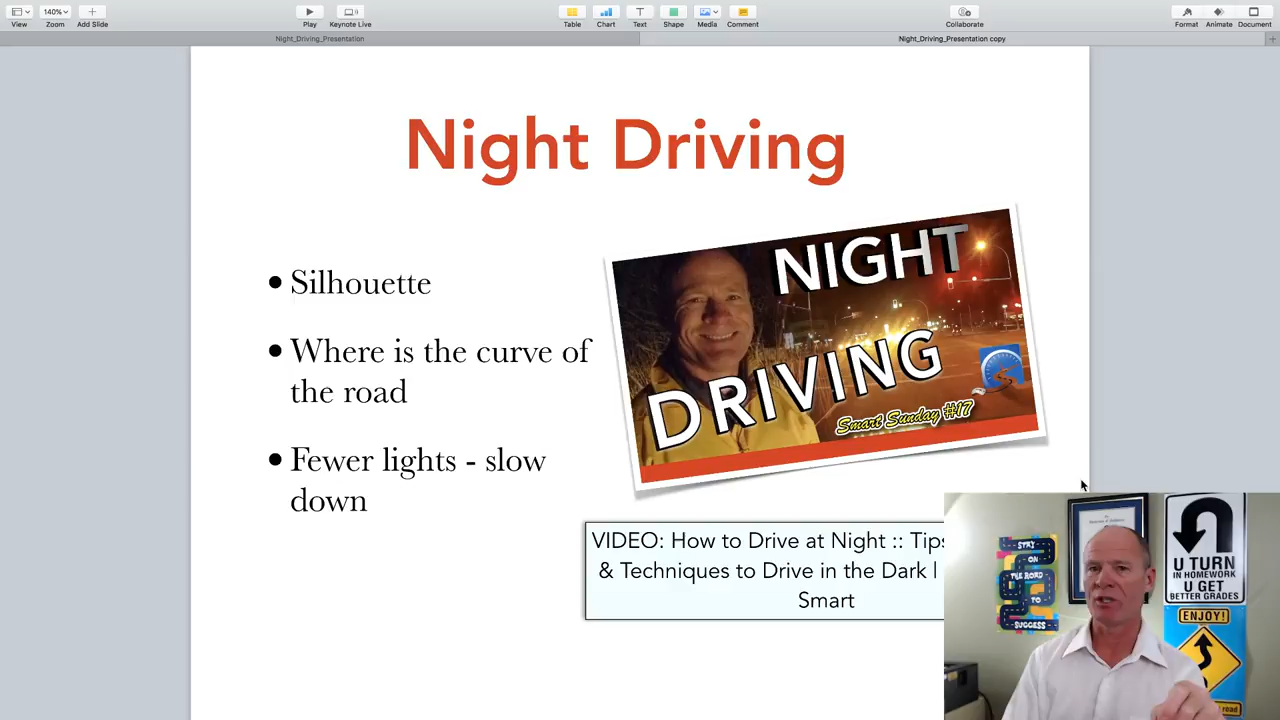 View
140%
Zoom
Add Slide
Play
Keynote Live
Table
Chart
Text
Shape
Media
Comment
Collaborate
Format
Animate
Document
Night_Driving_Presentation
Night_Driving_Presentation copy
Night Driving
• Silhouette
• Where is the curve of
the road
• Fewer lights - slow
down
NIGHT
DRIVING
Smart Sunday #17
VIDEO: How to Drive at Night :: Tips
& Techniques to Drive in the Dark |
Smart
STAY
ON
THE ROAD
TO
SUCCESS
U TURN
IN HOMEWORK
U GET
BETTER GRADES
ENJOY!
road